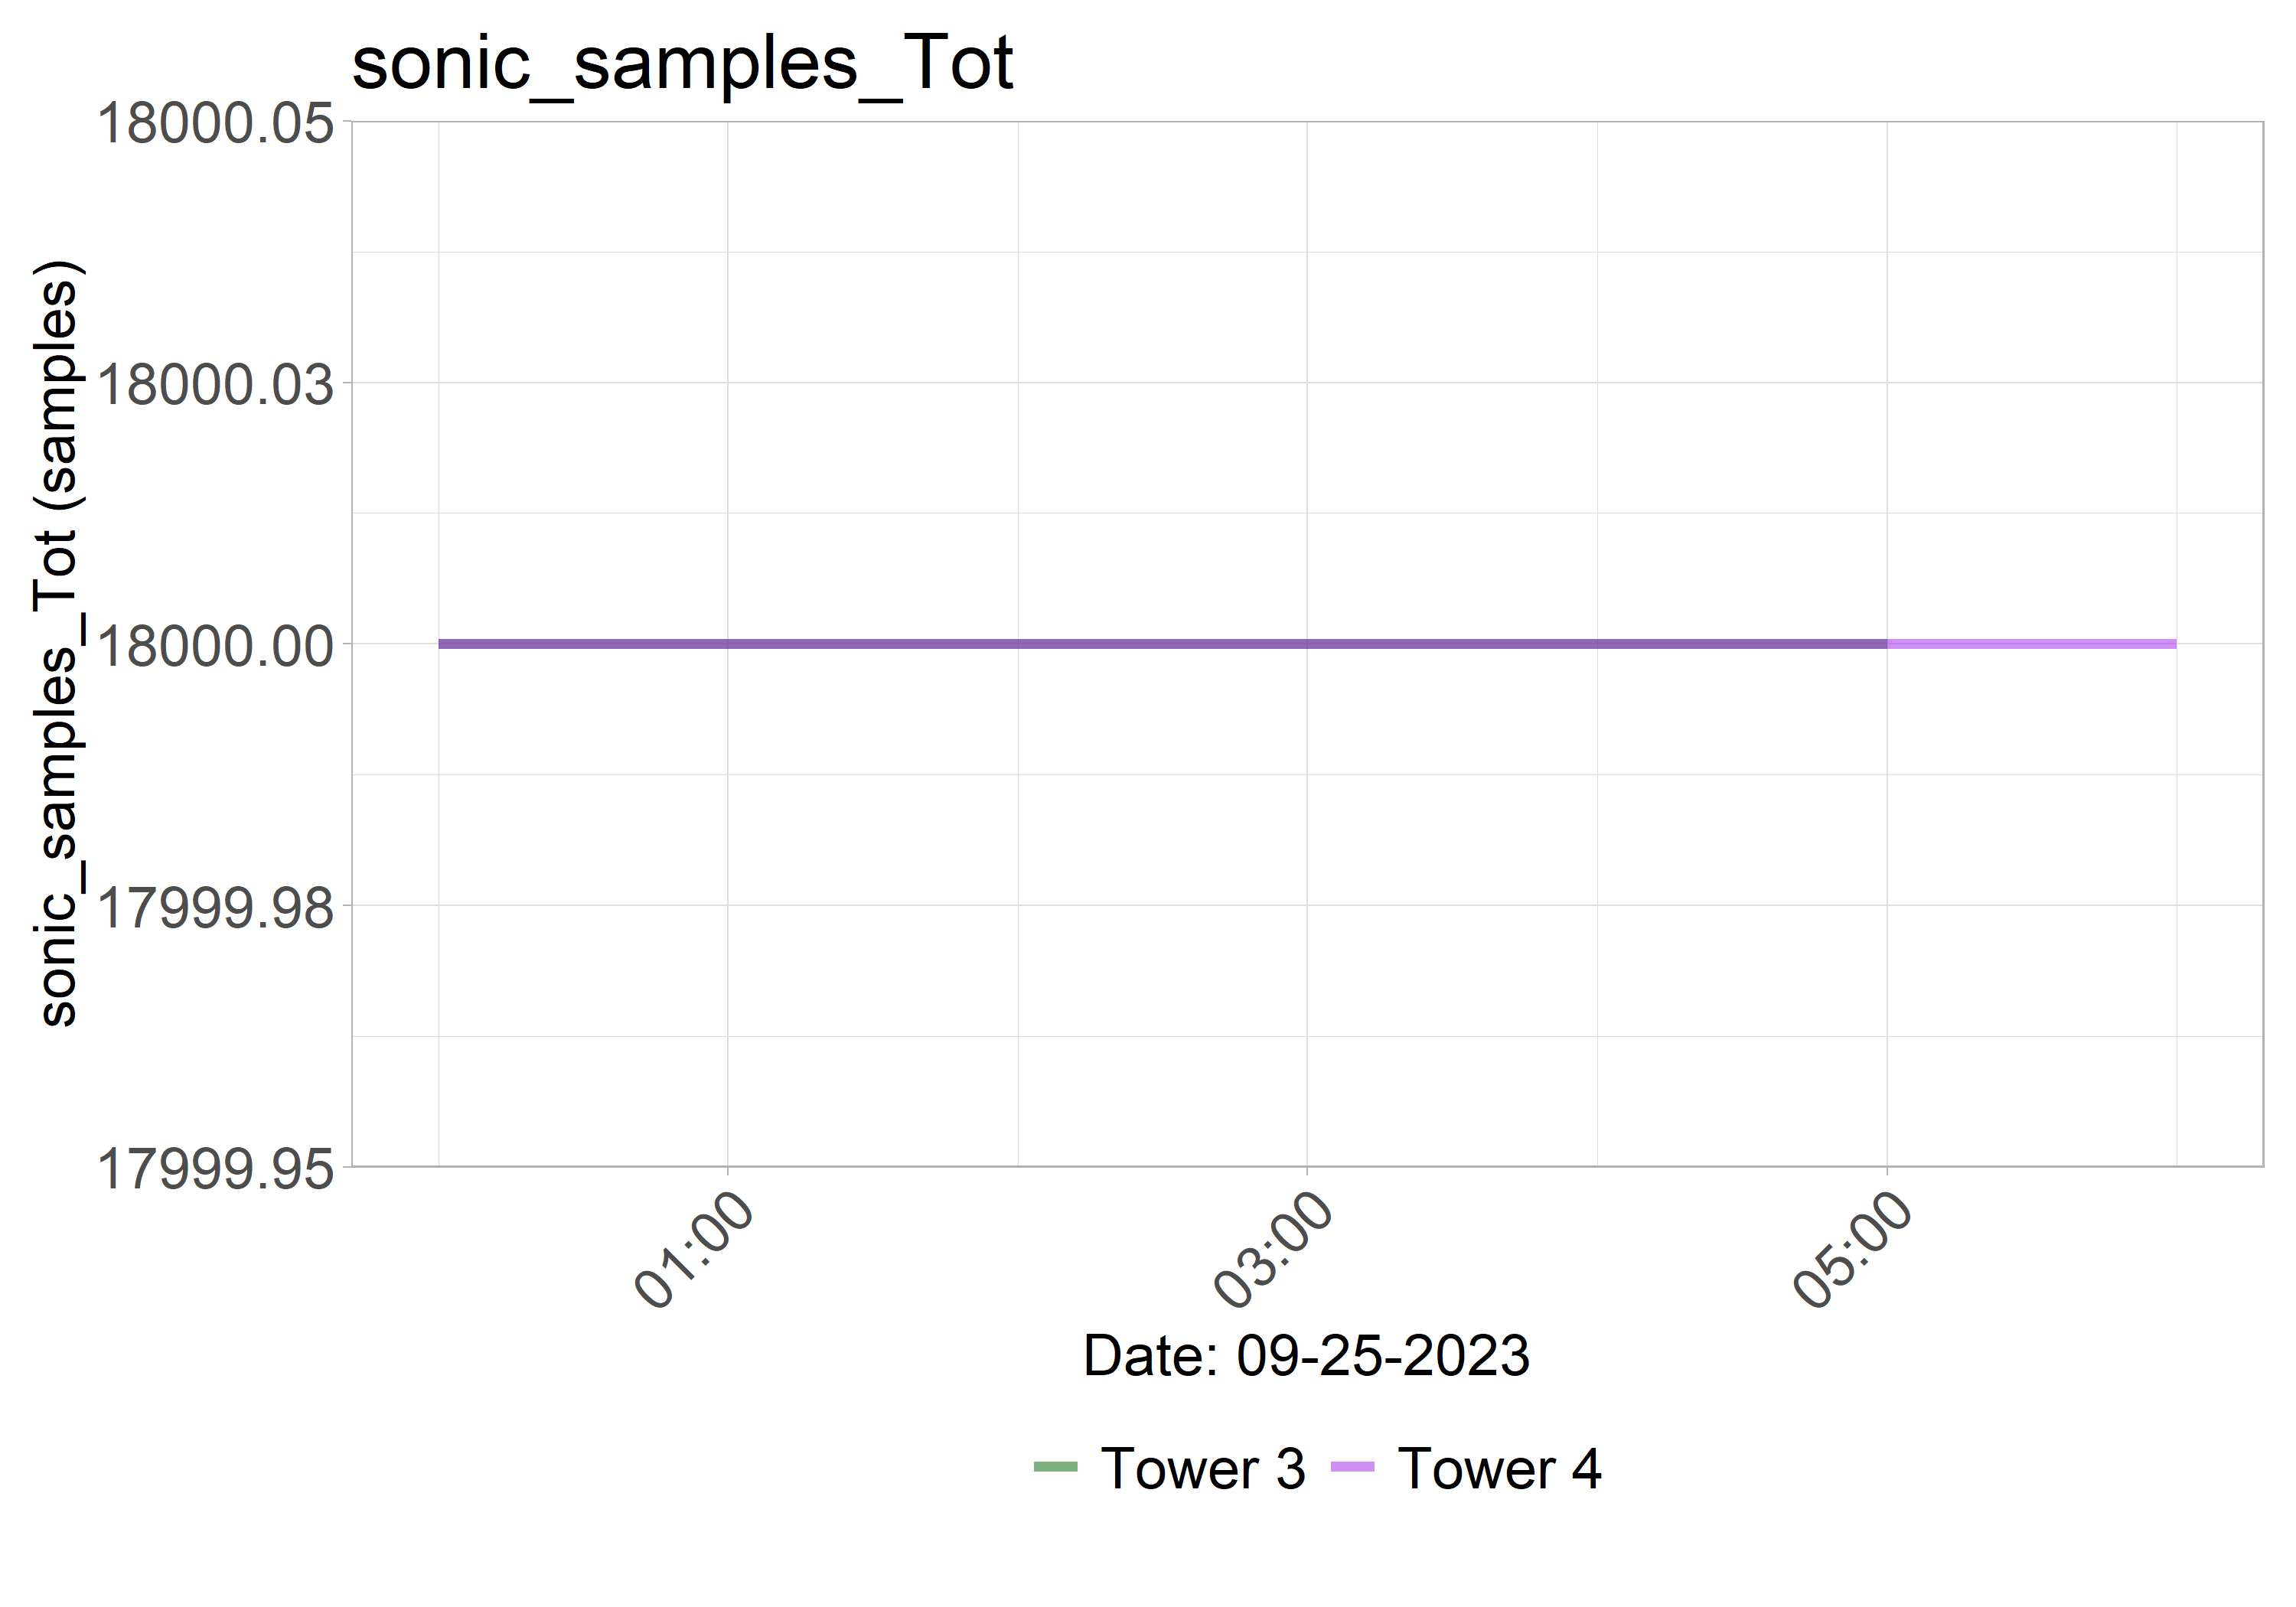 sonic_samples_Tot
sonic_samples_Tot (samples)
18000.05
18000.03
18000.00
17999.98
17999.95
01:00
03:00
05:00
Date: 09-25-2023
Tower 3
Tower 4